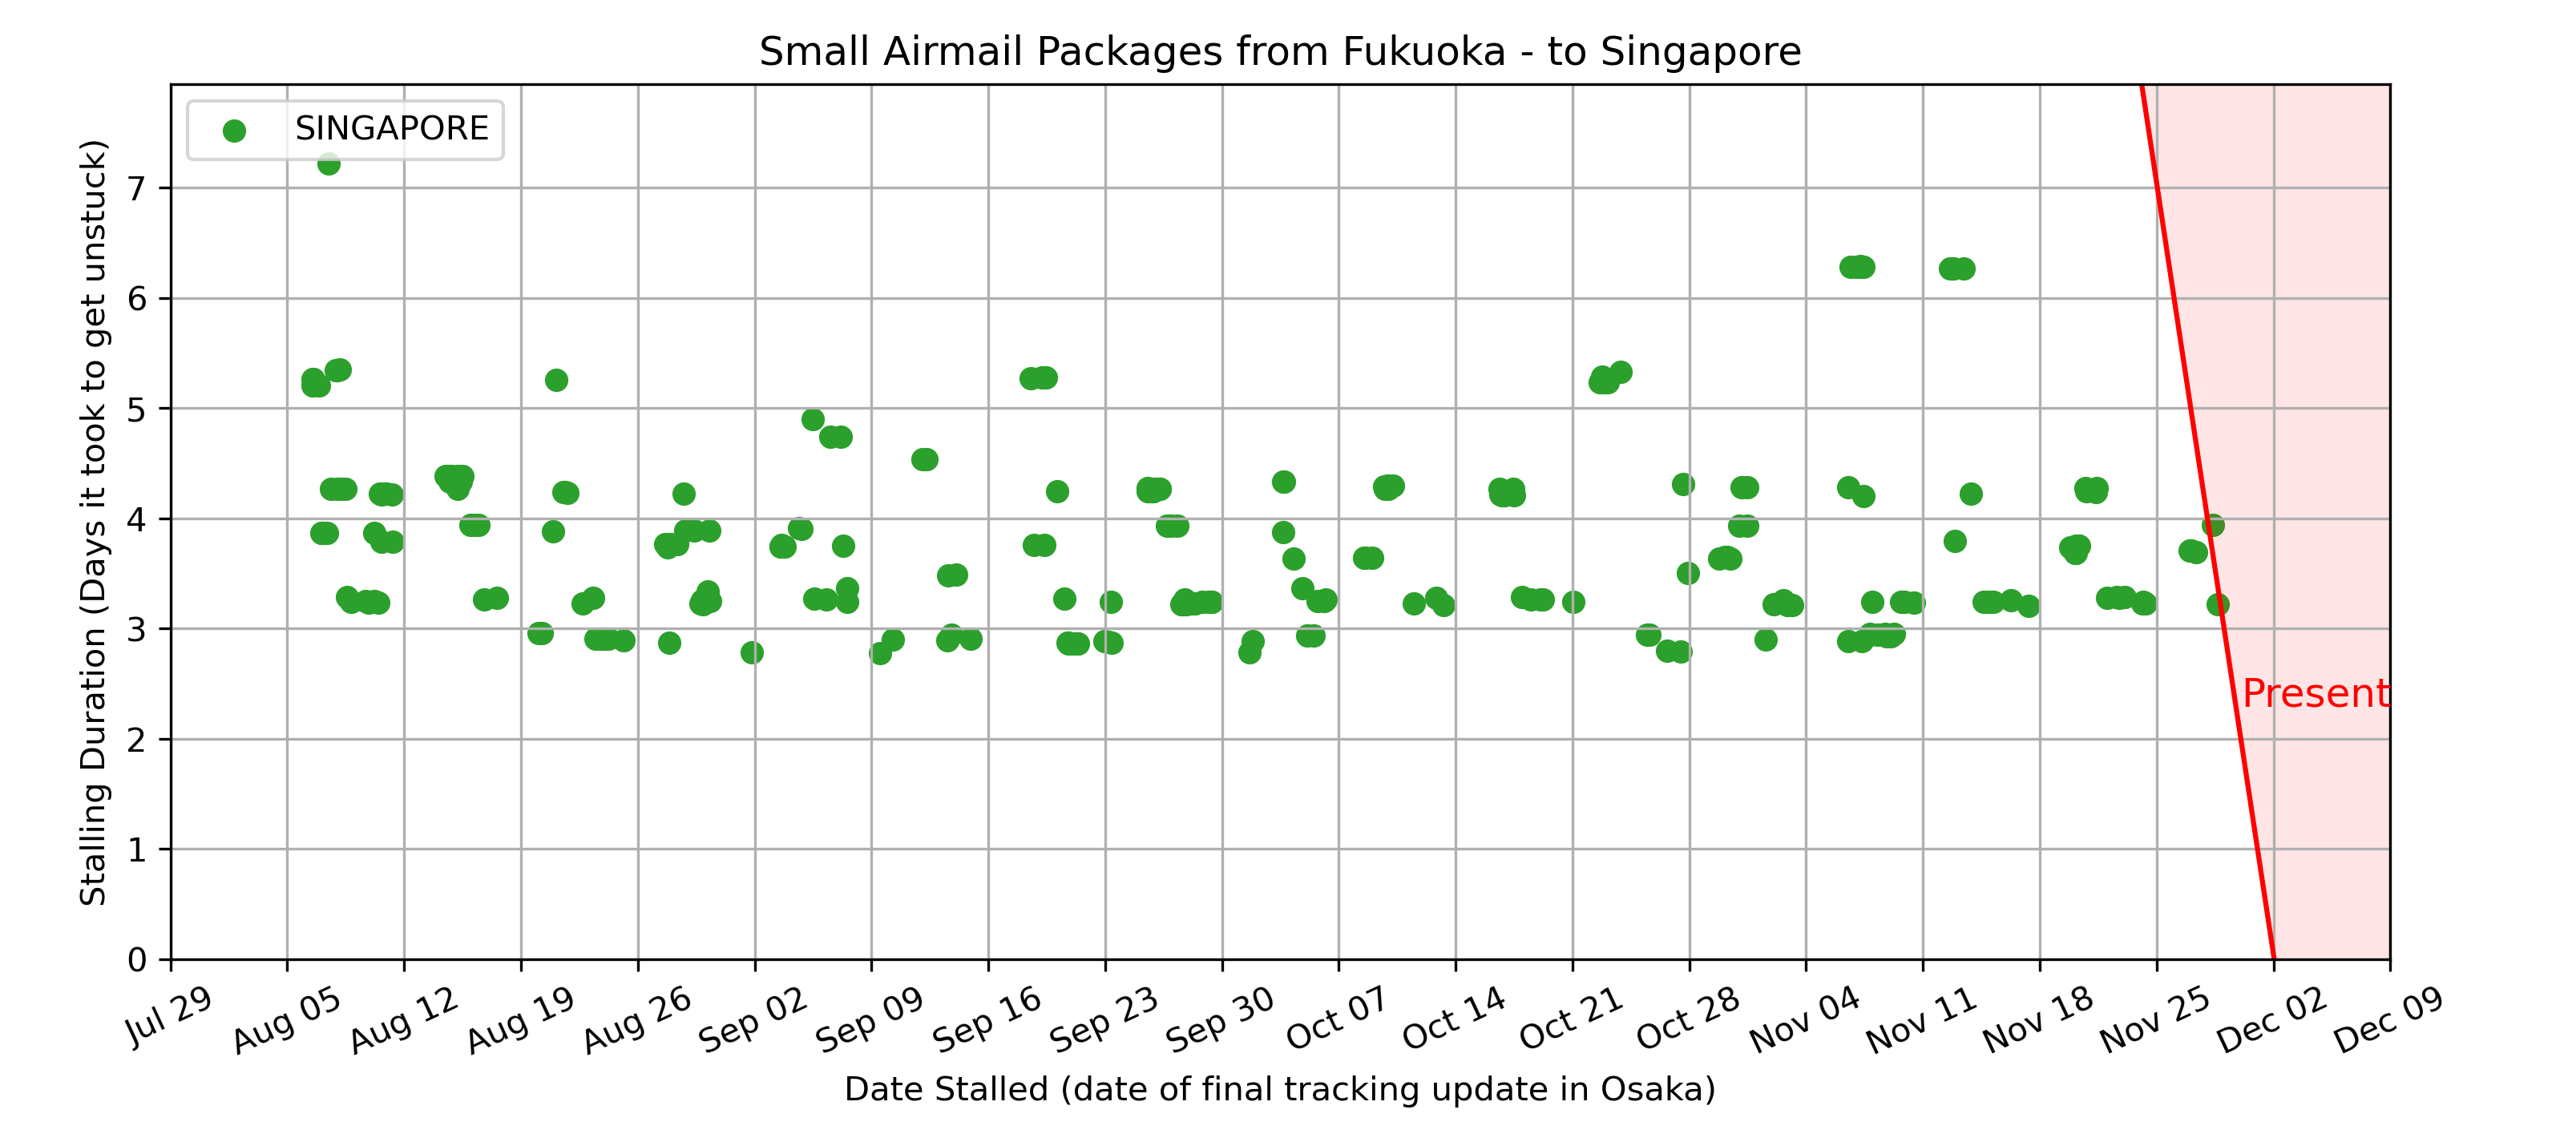 Small Airmail Packages from Fukuoka - to Singapore
SINGAPORE
Stalling Duration (Days it took to get unstuck)
7
6
5
4
3
2
1
0
Present
Jul 29 Aug 05 Aug 12 Aug 19 Aug 26 Sep 02 Sep 09 Sep 16 Sep 23 Sep 30 Oct 07 Oct 14 Oct 21 Oct 28 Nov 04 Nov 11 Nov 18 Nov 25 Dec 02 Dec 09
Date Stalled (date of final tracking update in Osaka)